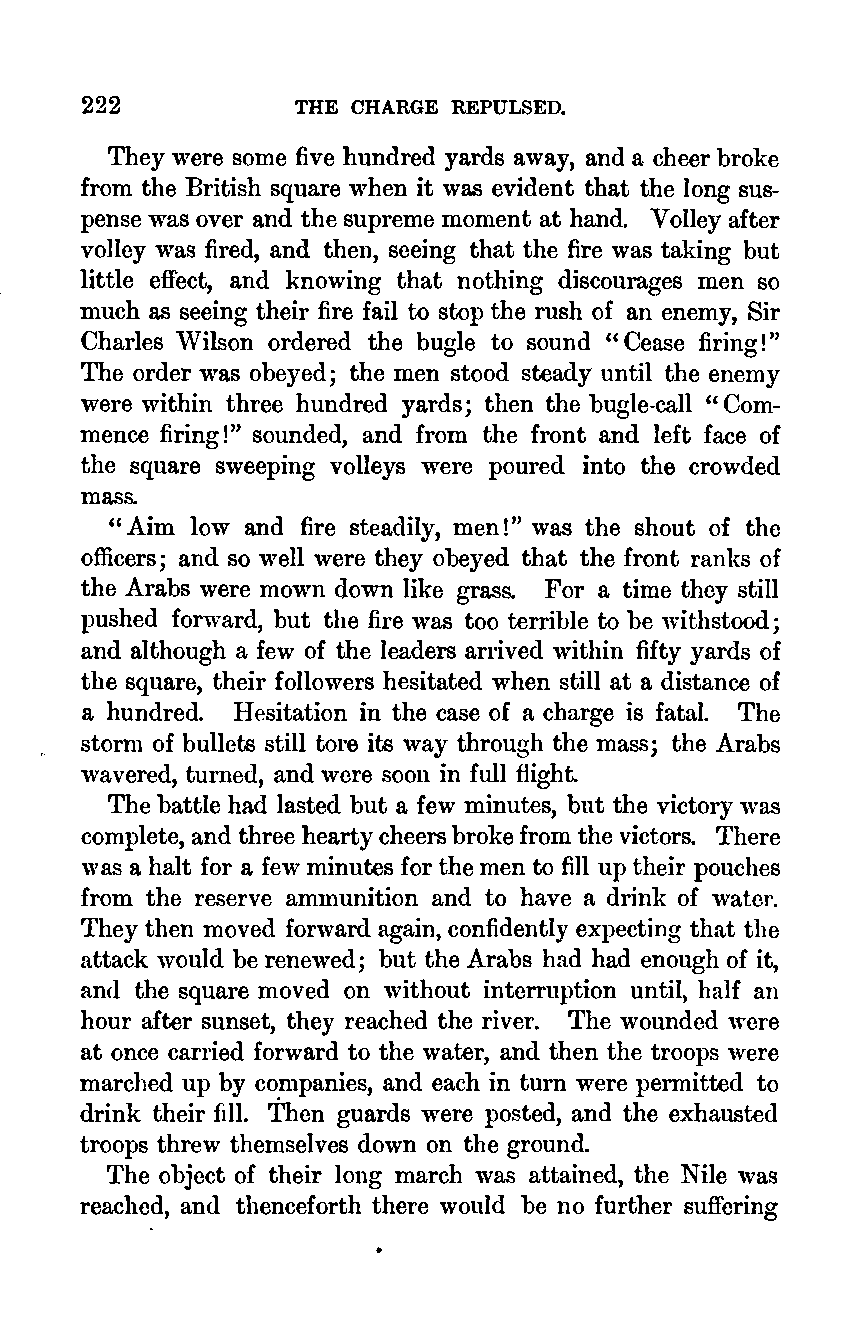 222 THE CHARGE REPULSED.
They were some five hundred yards away, and a cheer broke
from the British square when it was evident that the long sus-
pense was over and the supreme moment at hand. Volley after
volley was fired, and then, seeing that the fire was taking but
little effect, and knowing that nothing discourages men so
much as seeing their fire fail to stop the rush of an enemy, Sir
Charles Wilson ordered the bugle to sound "Cease firing!"
The order was obeyed; the men stood steady until the enemy
were within three hundred yards; then the bugle-call "Com-
mence firing!" sounded, and from the front and left face of
the square sweeping volleys were poured into the crowded
mass.
"Aim low and fire steadily, men!" was the shout of the
officers; and so well were they obeyed that the front ranks of
the Arabs were mown down like grass. For a time they still
pushed forward, but the fire was too terrible to be withstood;
and although a few of the leaders arrived within fifty yards of
the square, their followers hesitated when still at a distance of
a hundred. Hesitation in the case of a charge is fatal. The
storm of bullets still tore its way through the mass; the Arabs
wavered, turned, and were soon in full flight.
The battle had lasted but a few minutes, but the victory was
complete, and three hearty cheers broke from the victors. There
was a halt for a few minutes for the men to fill up their pouches
from the reserve ammunition and to have a drink of water.
They then moved forward again, confidently expecting that the
attack would be renewed; but the Arabs had had enough of it,
and the square moved on without interruption until, half an
hour after sunset, they reached the river. The wounded were
at once carried forward to the water, and then the troops were
marched up by companies, and each in turn were permitted to
drink their fill. Then guards were posted, and the exhausted
troops threw themselves down on the ground.
The object of their long march was attained, the Nile was
reached, and thenceforth there would be no further suffering